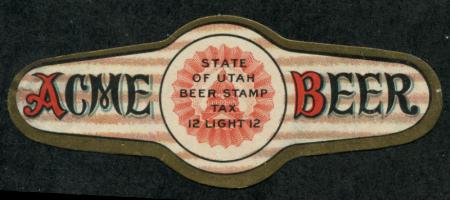 ACME BEER
STATE
OF UTAH
BEER STAMP
TAX
12 LIGHT 12